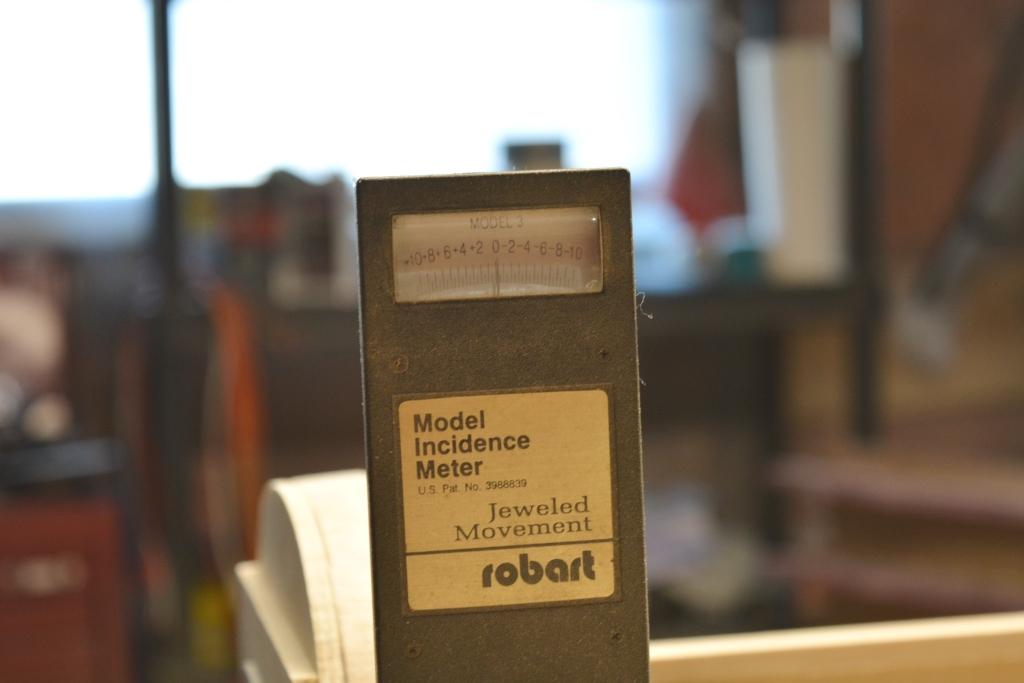 MODEL 3
+10+8+6+4+2 0-2-4-6-8-10
Model
Incidence
Meter
U.S. Pat. No. 3988839
Jeweled
Movement
robart